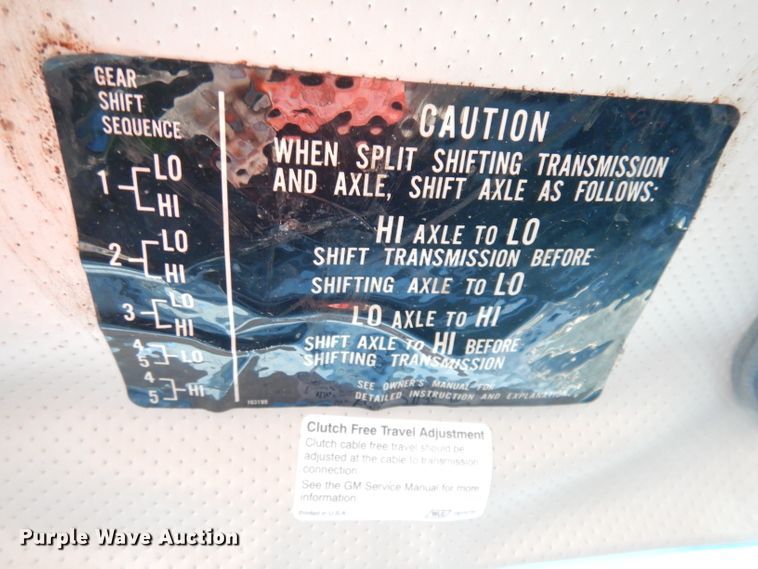 GEAR
SHIFT
SEQUENCE
1 LO
HI
2 LO
HI
3 LO
HI
4
5 LO
4
5 HI
CAUTION
WHEN SPLIT SHIFTING TRANSMISSION
AND AXLE, SHIFT AXLE AS FOLLOWS:
HI AXLE TO LO
SHIFT TRANSMISSION BEFORE
SHIFTING AXLE TO LO
LO AXLE TO HI
SHIFT AXLE TO HI BEFORE
SHIFTING TRANSMISSION
SEE OWNER'S MANUAL FOR
DETAILED INSTRUCTION AND EXPLANATION
Clutch Free Travel Adjustment
Clutch cable free travel should be
adjusted at the cable to transmission
connection.
See the GM Service Manual for more
information.
Printed in U.S.A.
Purple Wave Auction